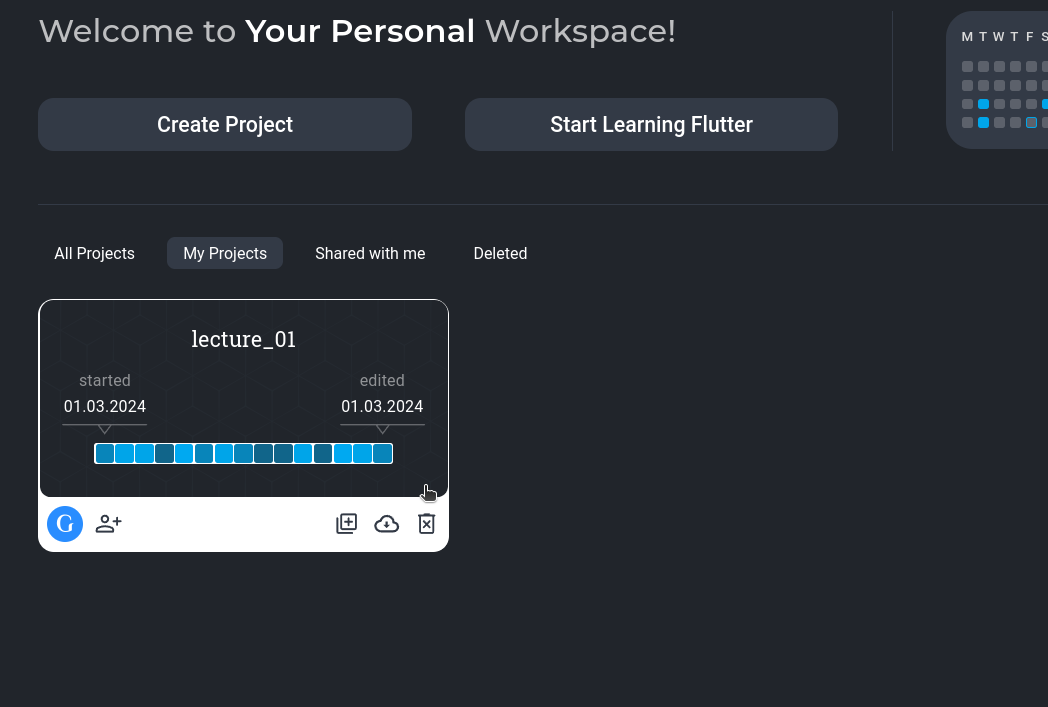 Welcome to Your Personal Workspace!
M T W T F S
Create Project
Start Learning Flutter
All Projects
My Projects
Shared with me
Deleted
lecture_01
started
edited
01.03.2024
01.03.2024
G